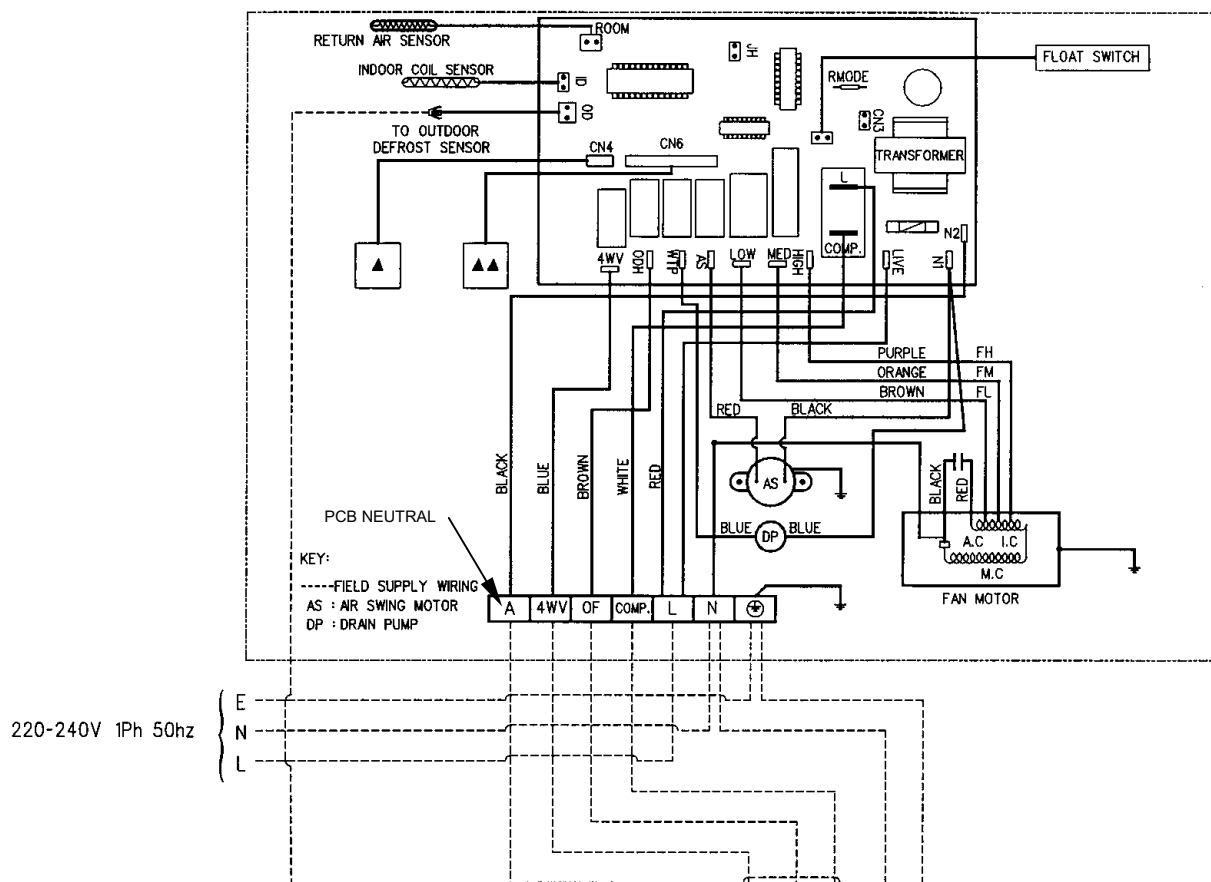 ROOM
RETURN AIR SENSOR
JH
FLOAT SWITCH
INDOOR COIL SENSOR
ID
RMODE
OD
CN3
TO OUTDOOR
DEFROST SENSOR
CN4
CN6
TRANSFORMER
L
COMP.
N2
4WV
ODH
WTP
AS
LOW
MED
HIGH
LIVE
N1
PURPLE FH
ORANGE FM
BROWN FL
RED
BLACK
BLACK
BLUE
BROWN
WHITE
RED
AS
BLACK
RED
PCB NEUTRAL
BLUE
DP
BLUE
A.C I.C
M.C
FAN MOTOR
KEY:
-----FIELD SUPPLY WIRING
AS : AIR SWING MOTOR
DP : DRAIN PUMP
A 4WV OF COMP. L N
E
220-240V 1Ph 50hz
N
L